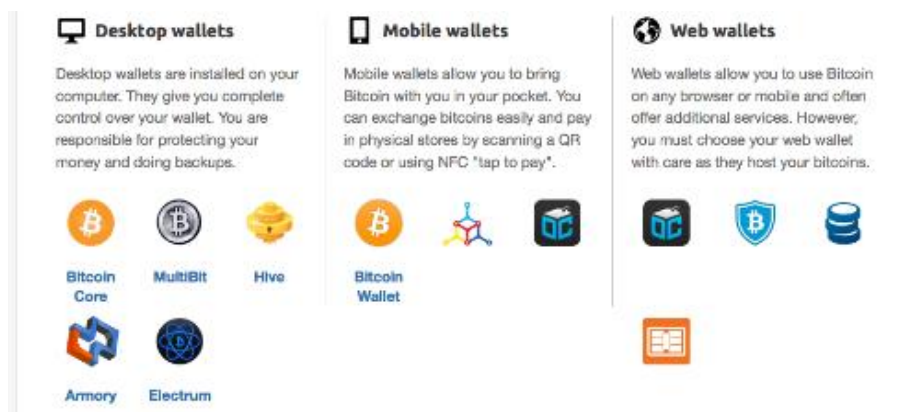 Desktop wallets
Desktop wallets are installed on your
computer. They give you complete
control over your wallet. You are
responsible for protecting your
money and doing backups.
Bitcoin
Core
MultiBit
Hive
Armory
Electrum
Mobile wallets
Mobile wallets allow you to bring
Bitcoin with you in your pocket. You
can exchange bitcoins easily and pay
in physical stores by scanning a QR
code or using NFC "tap to pay".
Bitcoin
Wallet
Web wallets
Web wallets allow you to use Bitcoin
on any browser or mobile and often
offer additional services. However,
you must choose your web wallet
with care as they host your bitcoins.